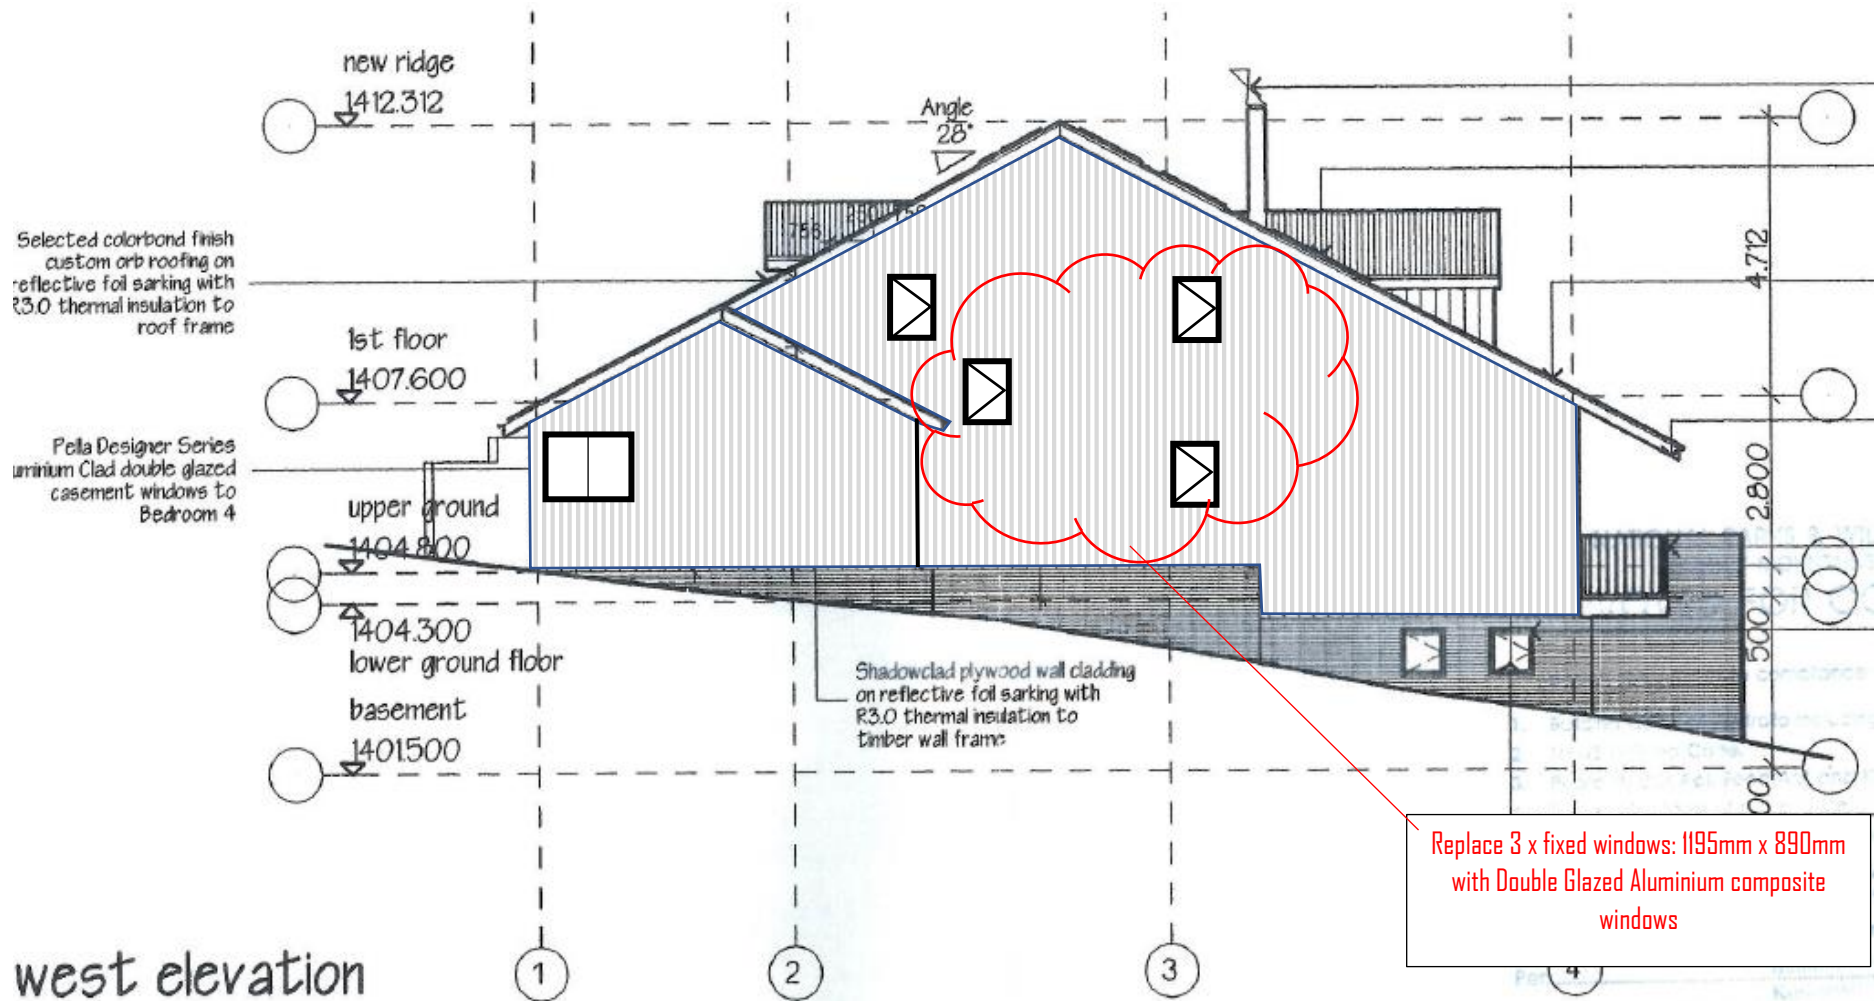 new ridge
1412.312
Angle
28°
Selected colorbond finish
custom orb roofing on
reflective foil sarking with
R3.0 thermal insulation to
roof frame
1st floor
1407.600
Pella Designer Series
uminium Clad double glazed
casement windows to
Bedroom 4
upper ground
1404.800
1404.300
lower ground floor
basement
1401.500
Shadowclad plywood wall cladding
on reflective foil sarking with
R3.0 thermal insulation to
timber wall frame
4.712
2.800
500
00
Replace 3 x fixed windows: 1195mm x 890mm
with Double Glazed Aluminium composite
windows
west elevation
1
2
3
4